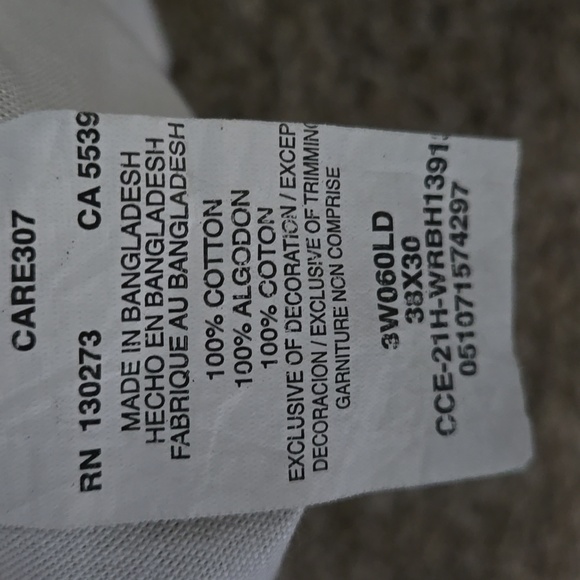 CARE307
RN 130273 CA 5539
MADE IN BANGLADESH
HECHO EN BANGLADESH
FABRIQUE AU BANGLADESH
100% COTTON
100% ALGODON
100% COTON
EXCLUSIVE OF DECORATION / EXCEP
DECORACION / EXCLUSIVE OF TRIMMING
GARNITURE NON COMPRISE
3W060LD
38X30
CCE-21H-WRBH1391
051071574297